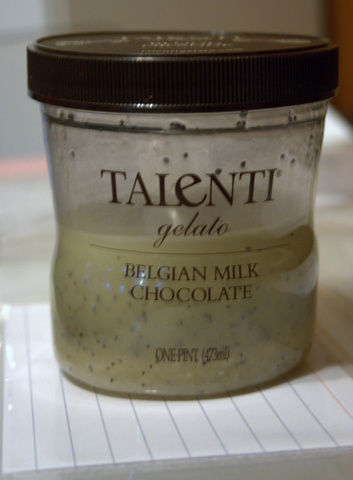 TALENTI®
gelato
BELGIAN MILK
CHOCOLATE
ONE PINT (473ml)